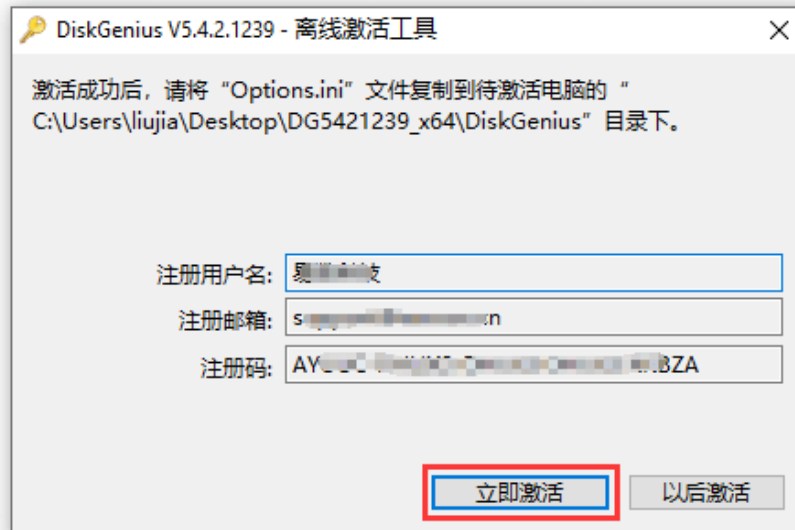 DiskGenius V5.4.2.1239 - 离线激活工具
激活成功后，请将“Options.ini”文件复制到待激活电脑的“
C:\Users\liujia\Desktop\DG5421239_x64\DiskGenius”目录下。
注册用户名:
注册邮箱:
注册码:
立即激活 以后激活